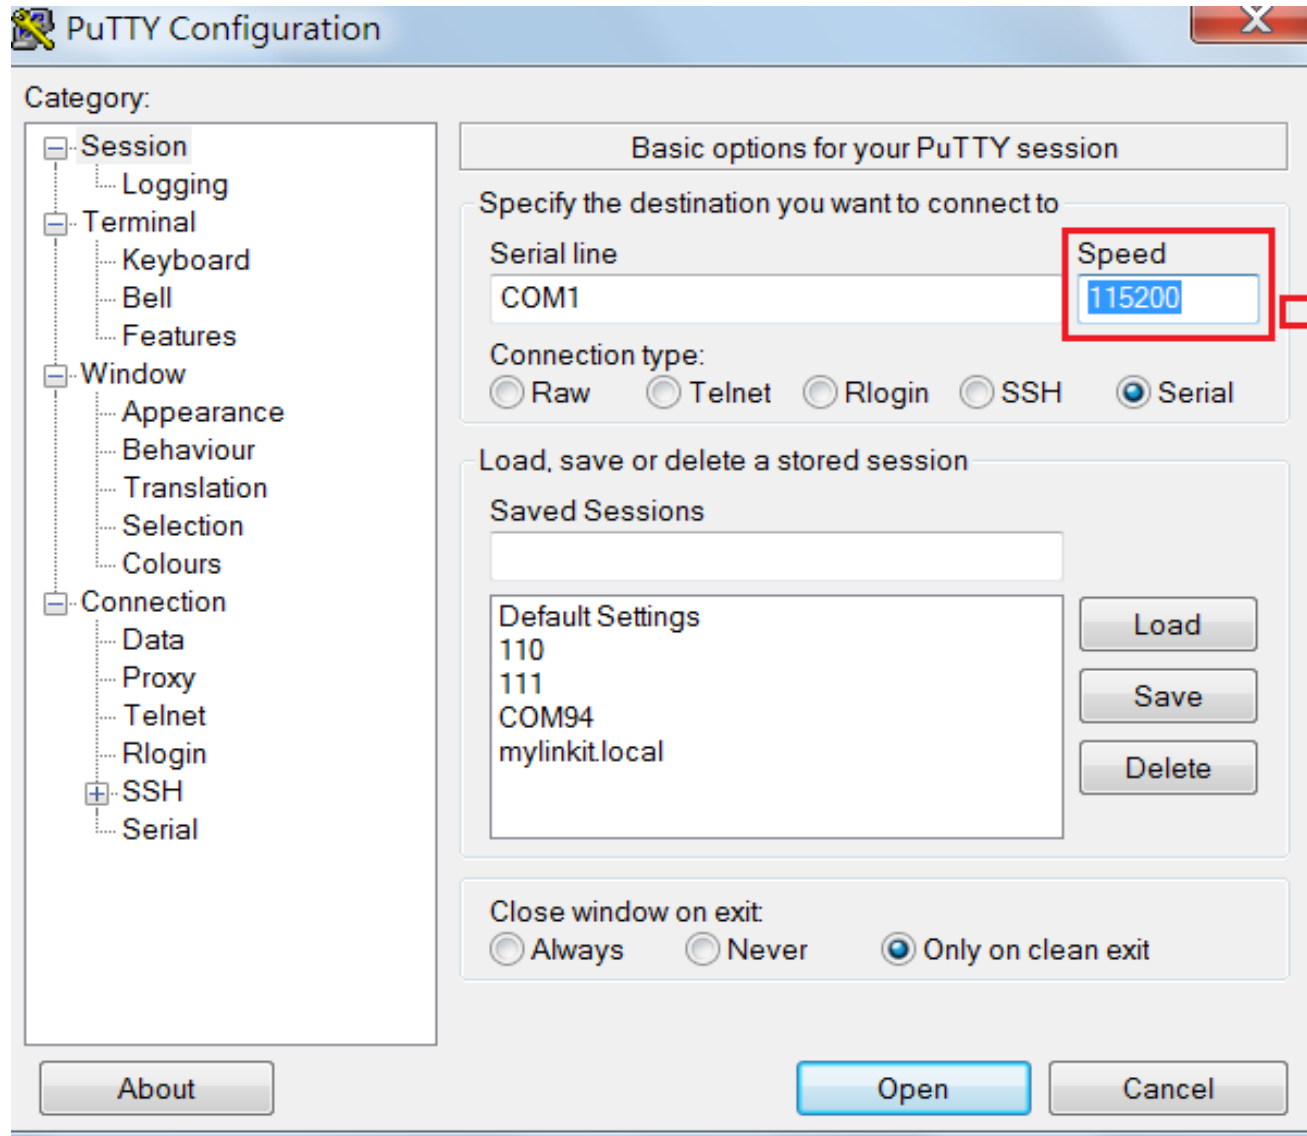 PuTTY Configuration
Category:
Session
Logging
Terminal
Keyboard
Bell
Features
Window
Appearance
Behaviour
Translation
Selection
Colours
Connection
Data
Proxy
Telnet
Rlogin
SSH
Serial
Basic options for your PuTTY session
Specify the destination you want to connect to
Serial line Speed
COM1 115200
Connection type:
Raw Telnet Rlogin SSH Serial
Load, save or delete a stored session
Saved Sessions
Default Settings
110
111
COM94
mylinkit.local
Load
Save
Delete
Close window on exit:
Always Never Only on clean exit
About Open Cancel